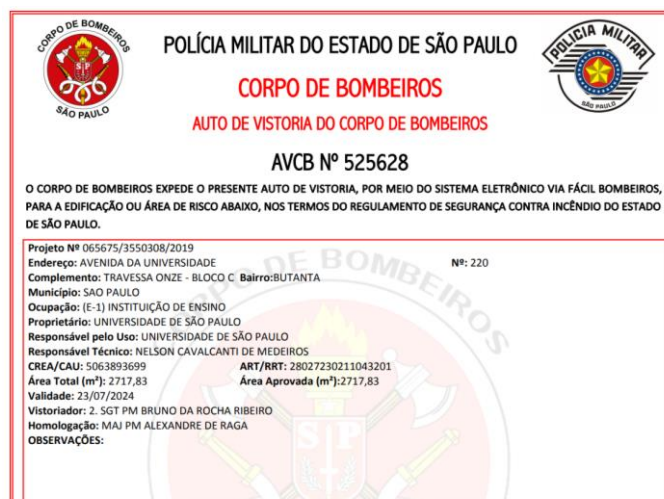 CORPO DE BOMBEIROS
SÃO PAULO
POLÍCIA MILITAR DO ESTADO DE SÃO PAULO
POLÍCIA MILITAR
SÃO PAULO
CORPO DE BOMBEIROS
AUTO DE VISTORIA DO CORPO DE BOMBEIROS
AVCB Nº 525628
O CORPO DE BOMBEIROS EXPEDE O PRESENTE AUTO DE VISTORIA, POR MEIO DO SISTEMA ELETRÔNICO VIA FÁCIL BOMBEIROS,
PARA A EDIFICAÇÃO OU ÁREA DE RISCO ABAIXO, NOS TERMOS DO REGULAMENTO DE SEGURANÇA CONTRA INCÊNDIO DO ESTADO
DE SÃO PAULO.
Projeto Nº 065675/3550308/2019
Endereço: AVENIDA DA UNIVERSIDADE Nº: 220
Complemento: TRAVESSA ONZE - BLOCO C Bairro:BUTANTA
Município: SAO PAULO
Ocupação: (E-1) INSTITUIÇÃO DE ENSINO
Proprietário: UNIVERSIDADE DE SÃO PAULO
Responsável pelo Uso: UNIVERSIDADE DE SÃO PAULO
Responsável Técnico: NELSON CAVALCANTI DE MEDEIROS
CREA/CAU: 5063893699 ART/RRT: 28027230211043201
Área Total (m²): 2717,83 Área Aprovada (m²):2717,83
Validade: 23/07/2024
Vistoriador: 2. SGT PM BRUNO DA ROCHA RIBEIRO
Homologação: MAJ PM ALEXANDRE DE RAGA
OBSERVAÇÕES:
CORPO DE BOMBEIROS
SP